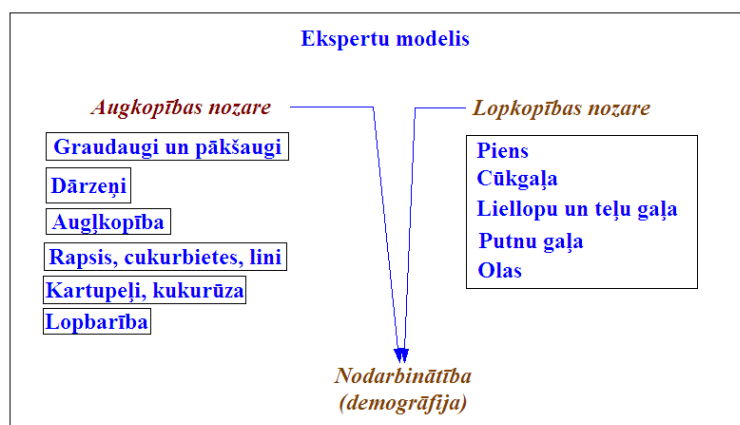 Ekspertu modelis
Augkopības nozare
Graudaugi un pākšaugi
Dārzeņi
Augļkopība
Rapsis, cukurbietes, lini
Kartupeļi, kukurūza
Lopbarība
Lopkopības nozare
Piens
Cūkgaļa
Liellopu un teļu gaļa
Putnu gaļa
Olas
Nodarbinātība
(demogrāfija)